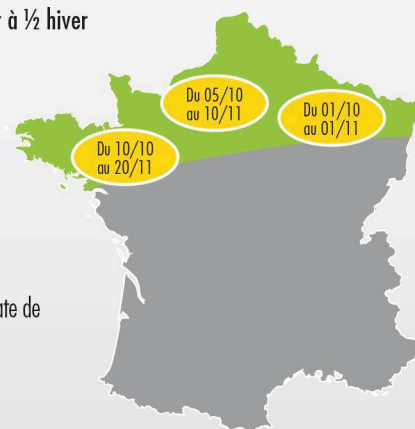 à ½ hiver
Du 05/10
au 10/11
Du 01/10
au 01/11
Du 10/10
au 20/11
ate de